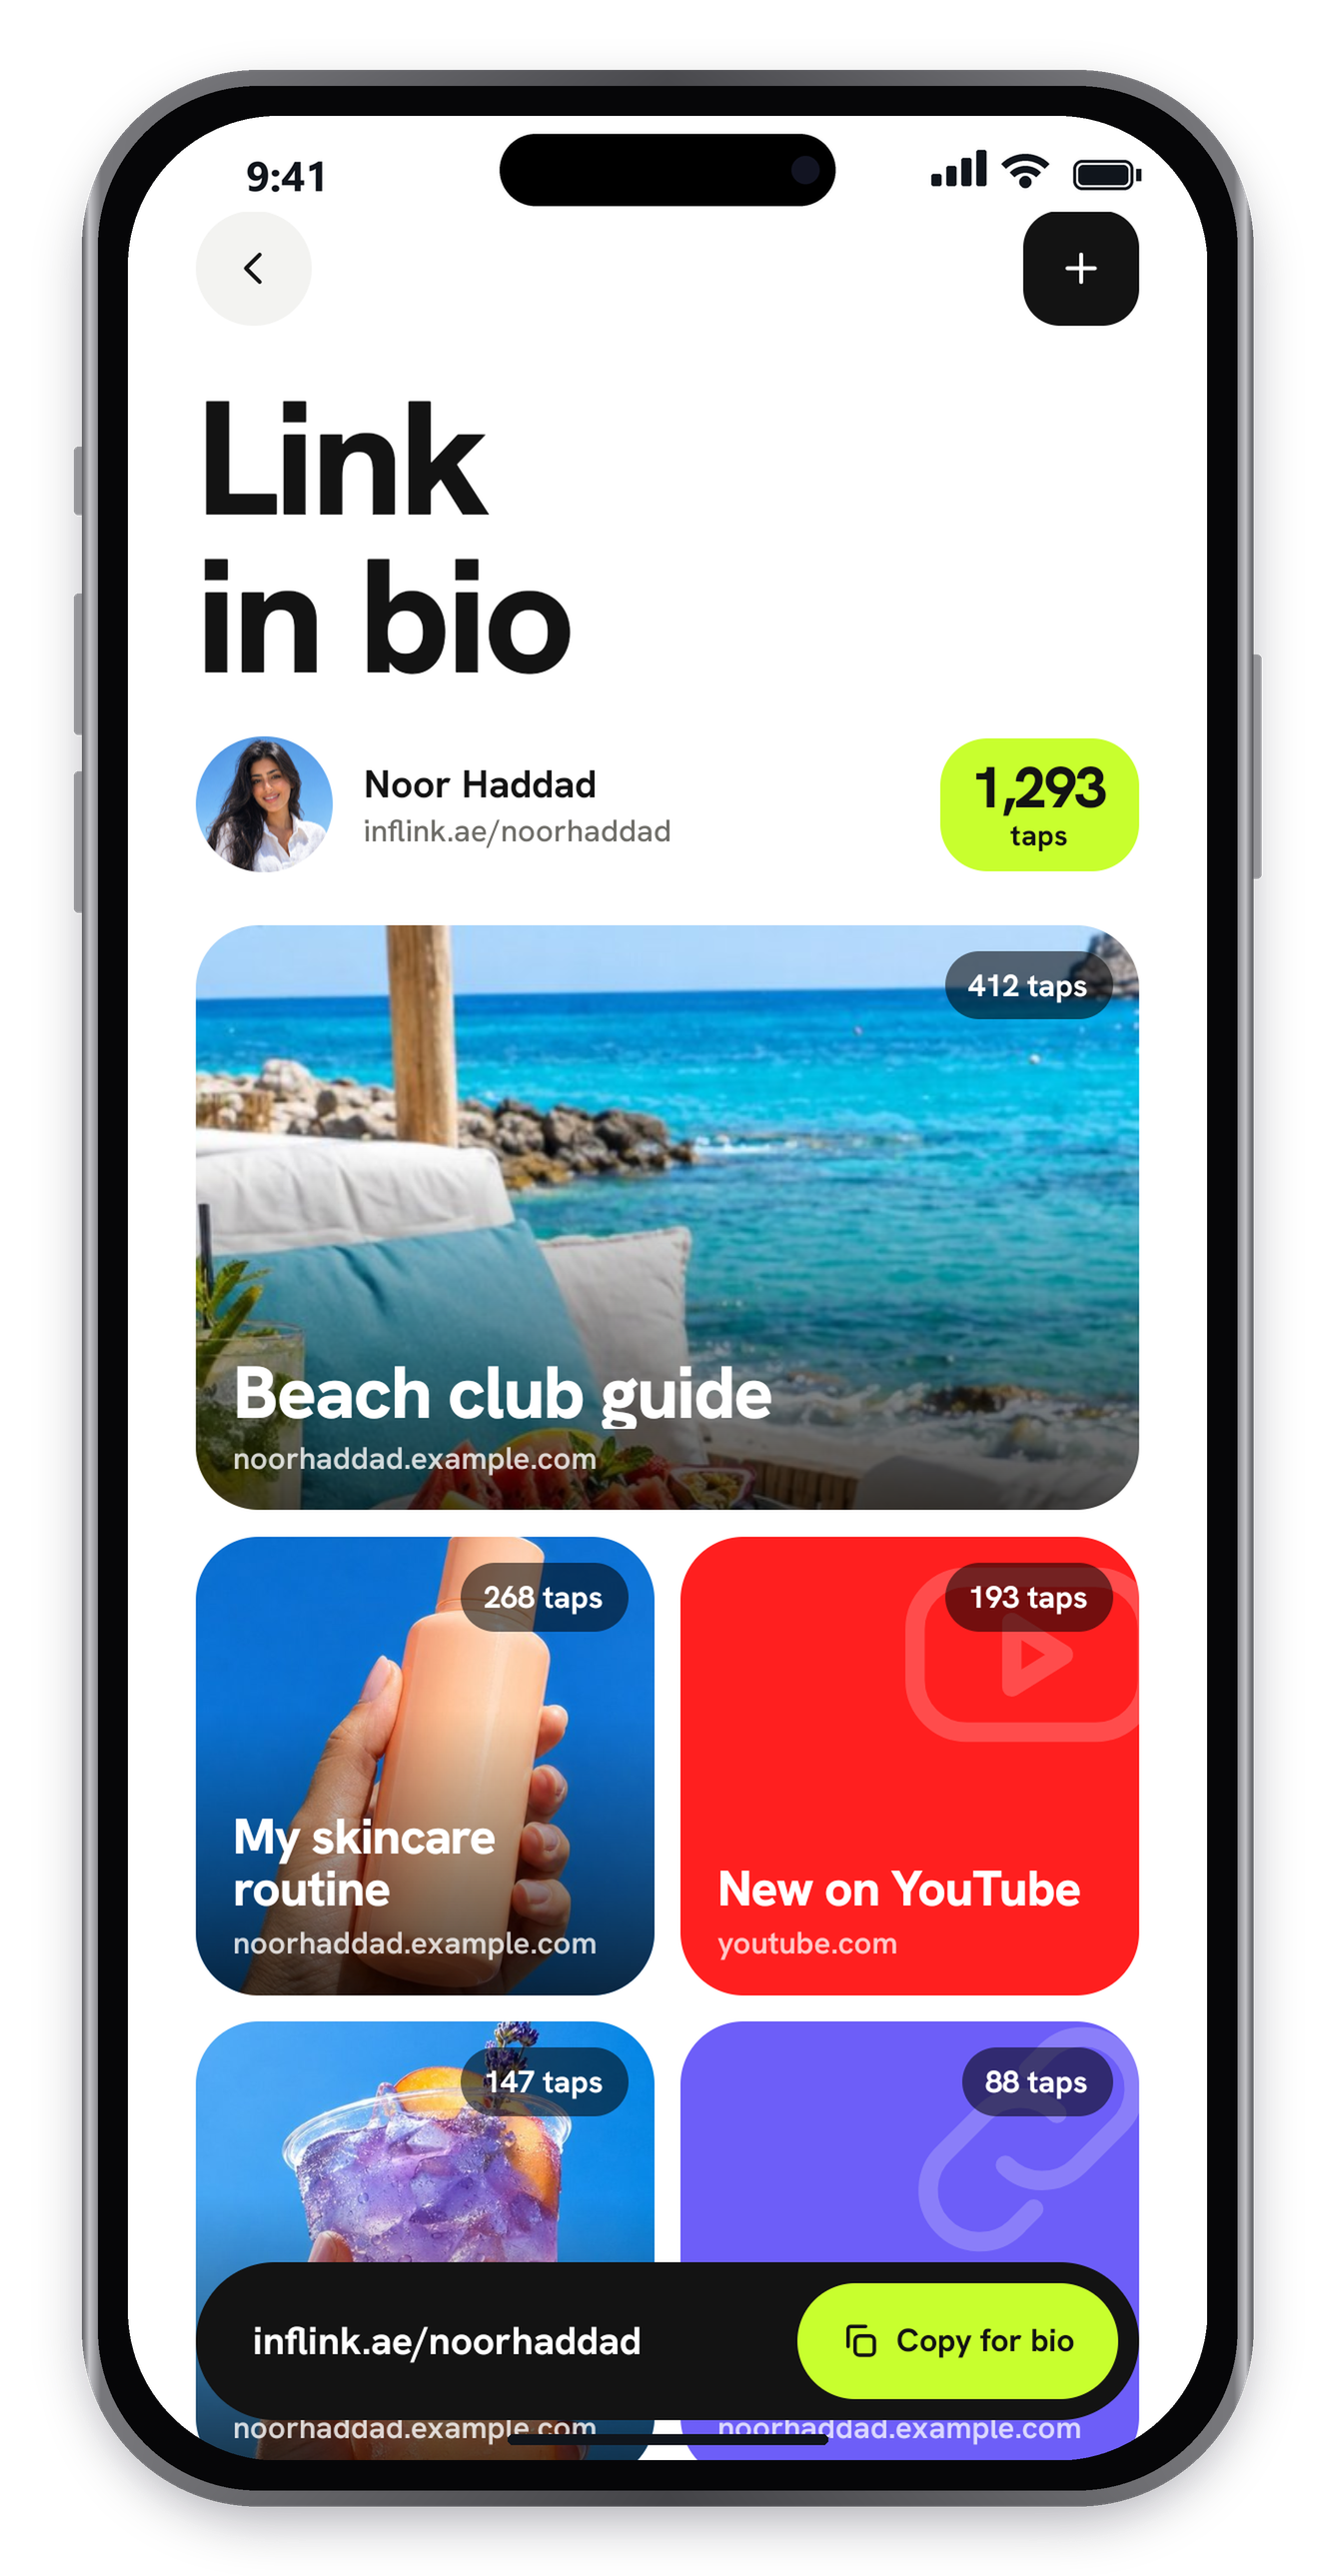 9:41
Link
in bio
Noor Haddad
inflink.ae/noorhaddad
1,293
taps
412 taps
Beach club guide
noorhaddad.example.com
268 taps
My skincare
routine
noorhaddad.example.com
193 taps
New on YouTube
youtube.com
147 taps
88 taps
inflink.ae/noorhaddad
Copy for bio
noorhaddad.example.com
noorhaddad.example.com